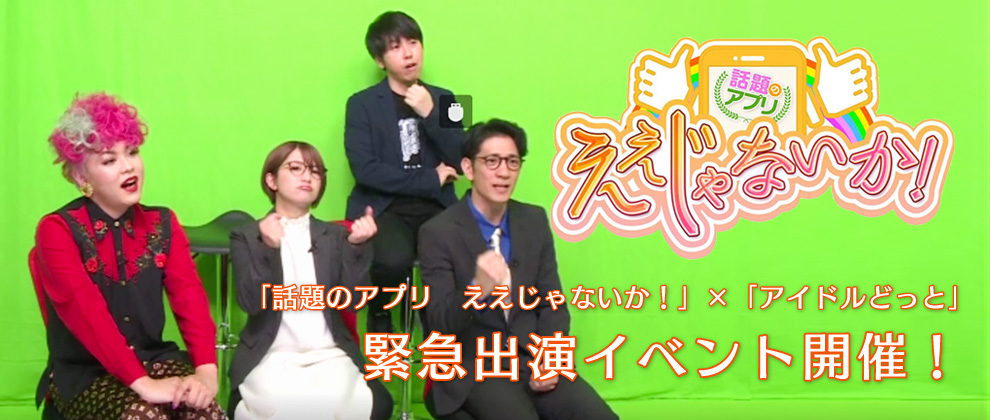 話題の
アプリ
ええじゃないか!
「話題のアプリ　ええじゃないか！」×「アイドルどっと」
緊急出演イベント開催！